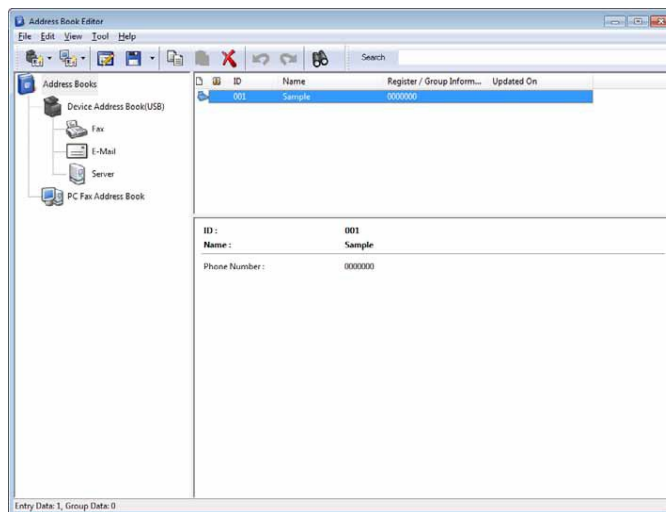 Address Book Editor
File Edit View Tool Help
Search
Address Books
Device Address Book(USB)
Fax
E-Mail
Server
PC Fax Address Book
ID Name Register / Group Inform... Updated On
001 Sample 0000000
ID : 001
Name : Sample
Phone Number : 0000000
Entry Data: 1, Group Data: 0